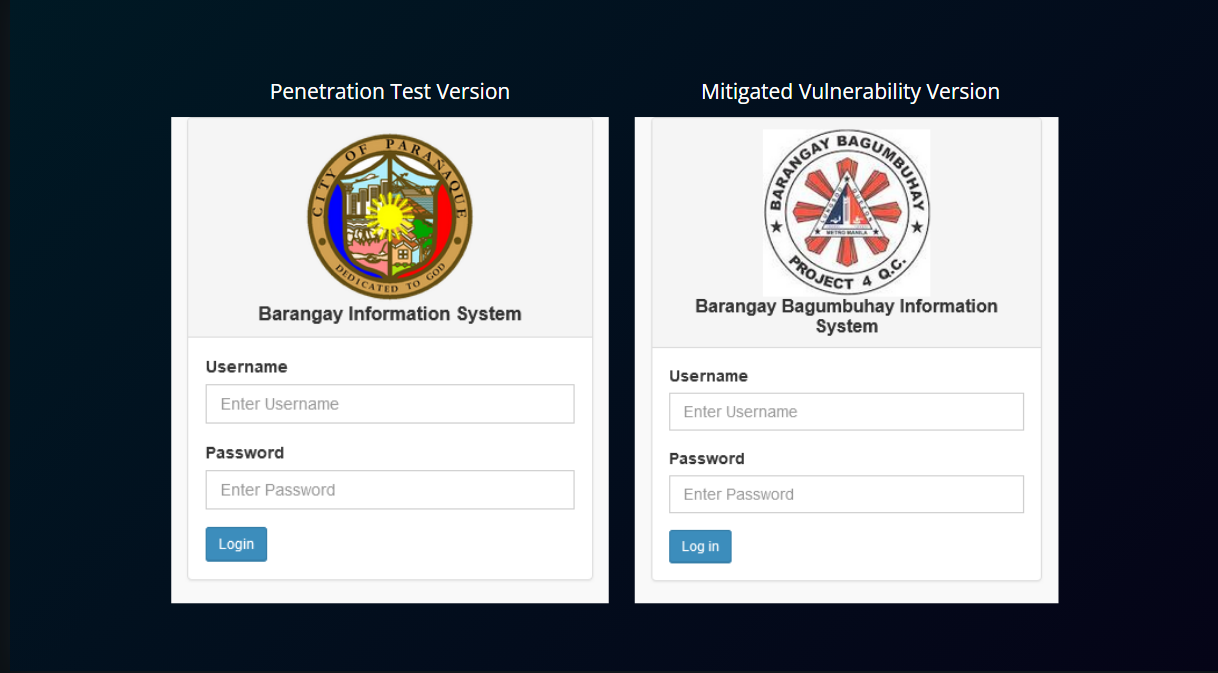 Penetration Test Version
CITY OF PARAÑAQUE
DEDICATED TO GOD
Barangay Information System
Username
Enter Username
Password
Enter Password
Login
Mitigated Vulnerability Version
BARANGAY BAGUMBUHAY
METRO MANILA
PROJECT 4 Q.C.
Barangay Bagumbuhay Information
System
Username
Enter Username
Password
Enter Password
Log in